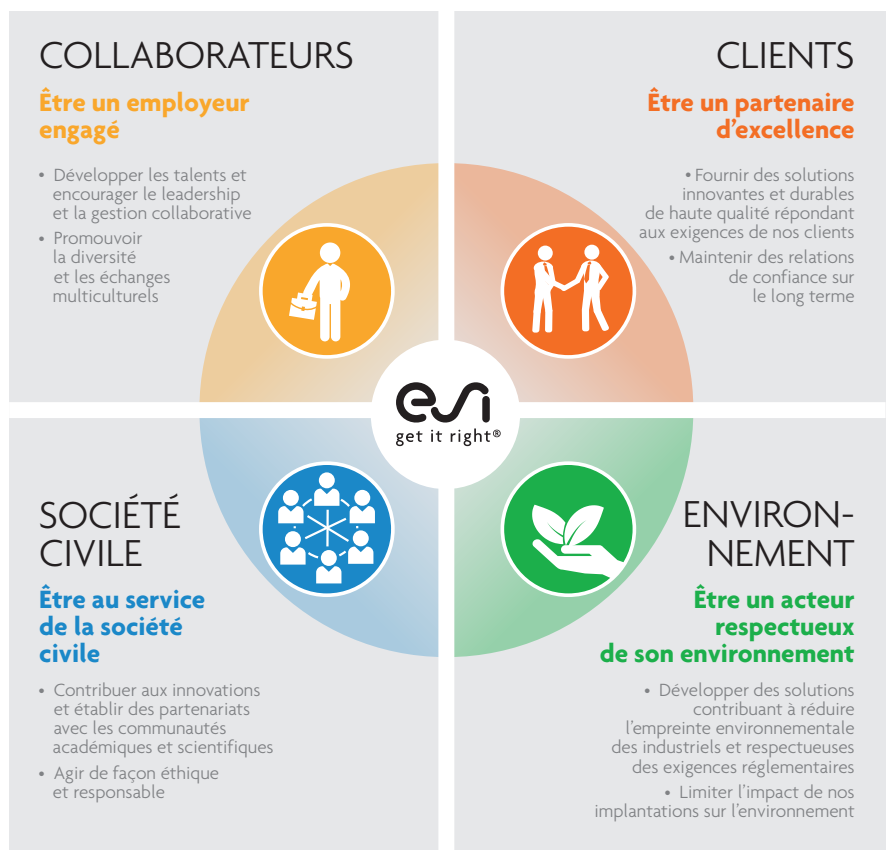 COLLABORATEURS
Être un employeur
engagé
• Développer les talents et
encourager le leadership
et la gestion collaborative
• Promouvoir
la diversité
et les échanges
multiculturels
CLIENTS
Être un partenaire
d’excellence
• Fournir des solutions
innovantes et durables
de haute qualité répondant
aux exigences de nos clients
• Maintenir des relations
de confiance sur
le long terme
esi
get it right®
SOCIÉTÉ
CIVILE
Être au service
de la société
civile
• Contribuer aux innovations
et établir des partenariats
avec les communautés
académiques et scientifiques
• Agir de façon éthique
et responsable
ENVIRON-
NEMENT
Être un acteur
respectueux
de son environnement
• Développer des solutions
contribuant à réduire
l’empreinte environnementale
des industriels et respectueuses
des exigences réglementaires
• Limiter l’impact de nos
implantations sur l’environnement